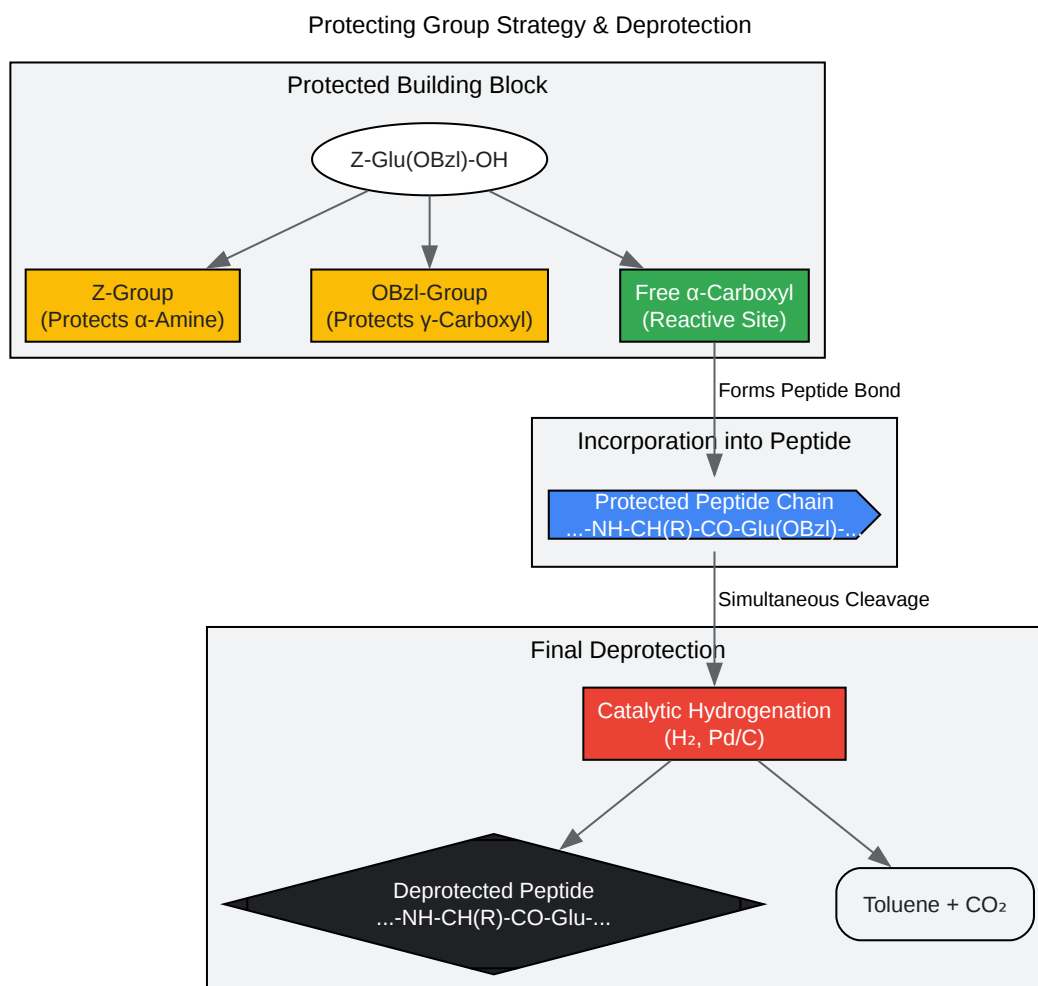 Protecting Group Strategy & Deprotection
Protected Building Block
Z-Glu(OBzl)-OH
Z-Group
(Protects α-Amine)
OBzl-Group
(Protects γ-Carboxyl)
Free α-Carboxyl
(Reactive Site)
Forms Peptide Bond
Incorporation into Peptide
Protected Peptide Chain
...-NH-CH(R)-CO-Glu(OBzl)-...
Simultaneous Cleavage
Final Deprotection
Catalytic Hydrogenation
(H₂, Pd/C)
Deprotected Peptide
...-NH-CH(R)-CO-Glu-...
Toluene + CO₂